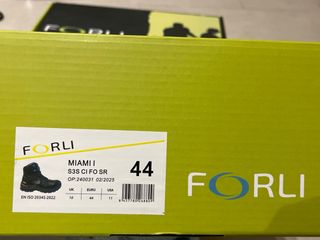 FORLI
FORLI
MIAMI I
S3S CI FO SR
OP:240031 02/2025
44
UK EURO USA
10 44 11
EN ISO 20345:2022
FORLI